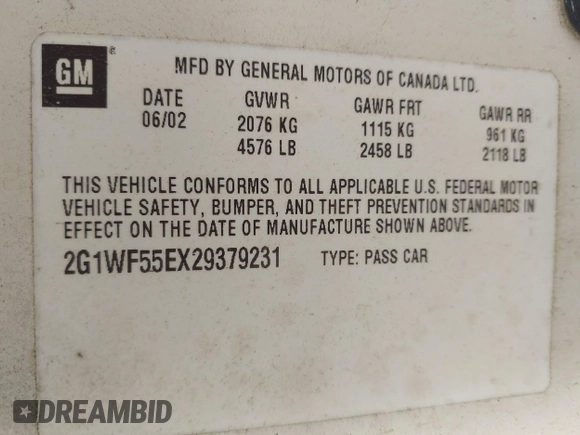 GM
MFD BY GENERAL MOTORS OF CANADA LTD.
DATE GVWR GAWR FRT GAWR RR
06/02 2076 KG 1115 KG 961 KG
4576 LB 2458 LB 2118 LB
THIS VEHICLE CONFORMS TO ALL APPLICABLE U.S. FEDERAL MOTOR
VEHICLE SAFETY, BUMPER, AND THEFT PREVENTION STANDARDS IN
EFFECT ON THE DATE OF MANUFACTURE SHOWN ABOVE.
2G1WF55EX29379231 TYPE: PASS CAR
DREAMBID